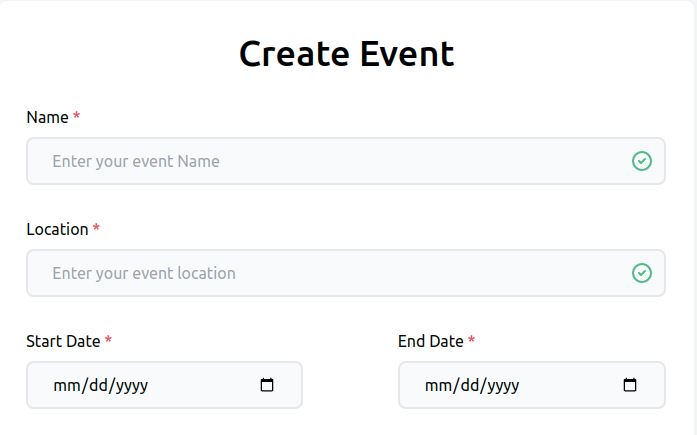 Create Event
Name *
Enter your event Name
Location *
Enter your event location
Start Date * End Date *
mm/dd/yyyy mm/dd/yyyy